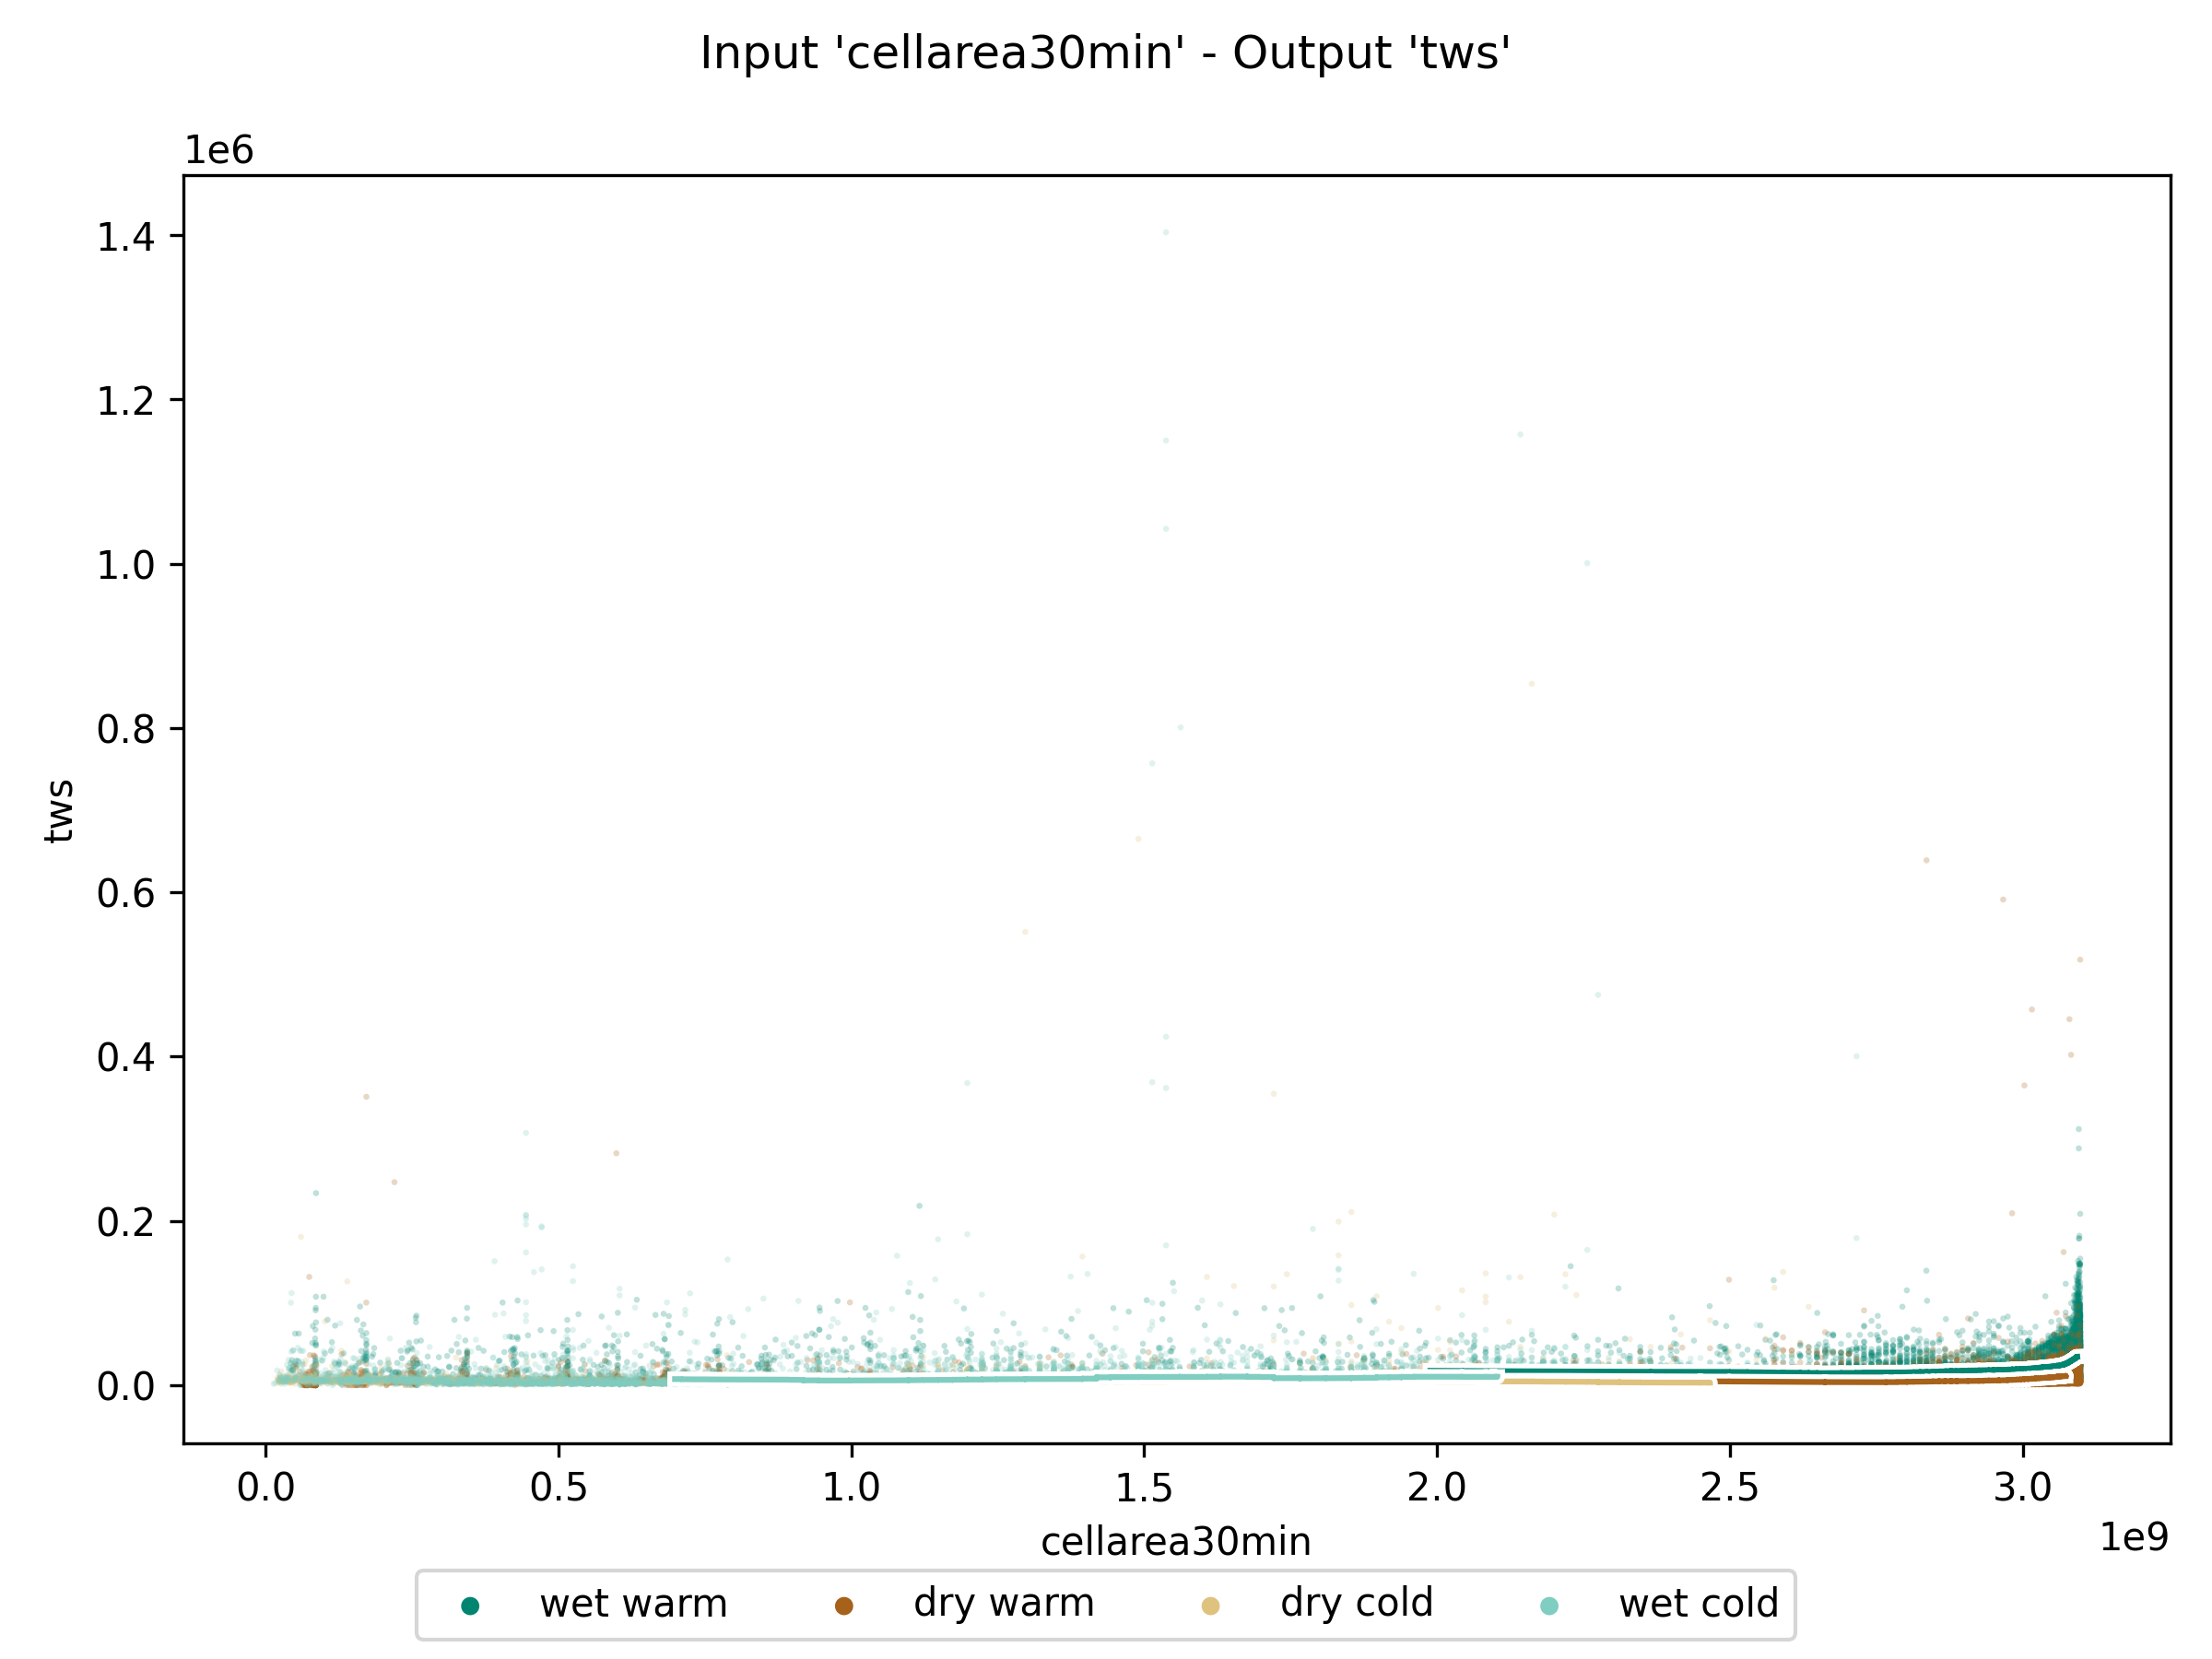 Input 'cellarea30min' - Output 'tws'
1e6
1.4
1.2
1.0
0.8
0.6
0.4
0.2
0.0
tws
0.0 0.5 1.0 1.5 2.0 2.5 3.0
1e9
cellarea30min
wet warm dry warm dry cold wet cold